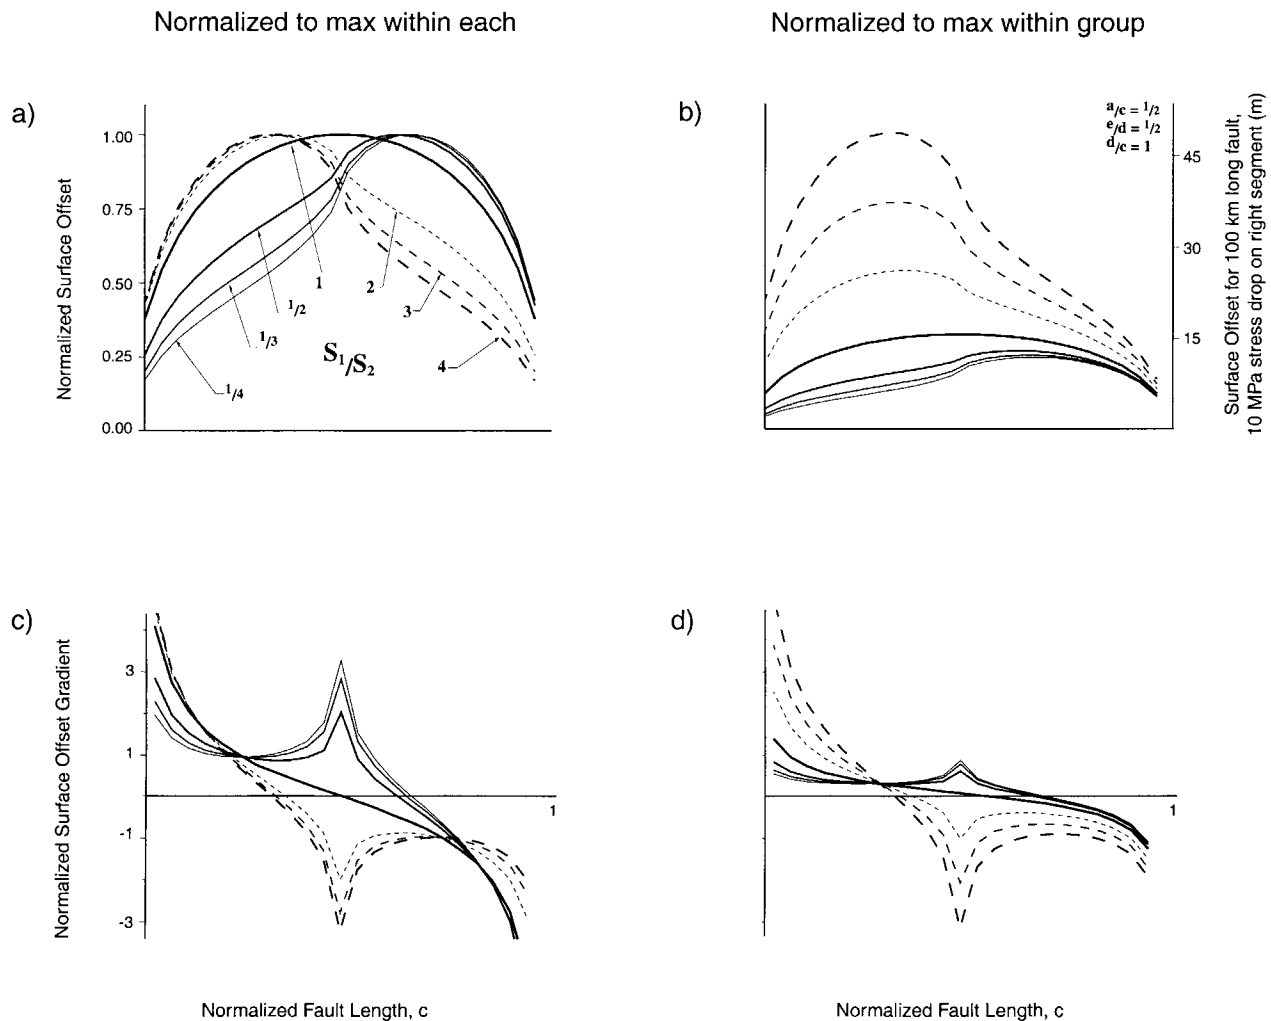 Normalized to max within each
Normalized to max within group
a)
Normalized Surface Offset
1.00
0.75
0.50
0.25
0.00
1/4
1/3
1/2
1
S1/S2
2
3
4
b)
a/c = 1/2
e/d = 1/2
d/c = 1
45
30
15
Surface Offset for 100 km long fault,
10 MPa stress drop on right segment (m)
c)
Normalized Surface Offset Gradient
3
1
-1
-3
1
d)
1
Normalized Fault Length, c
Normalized Fault Length, c